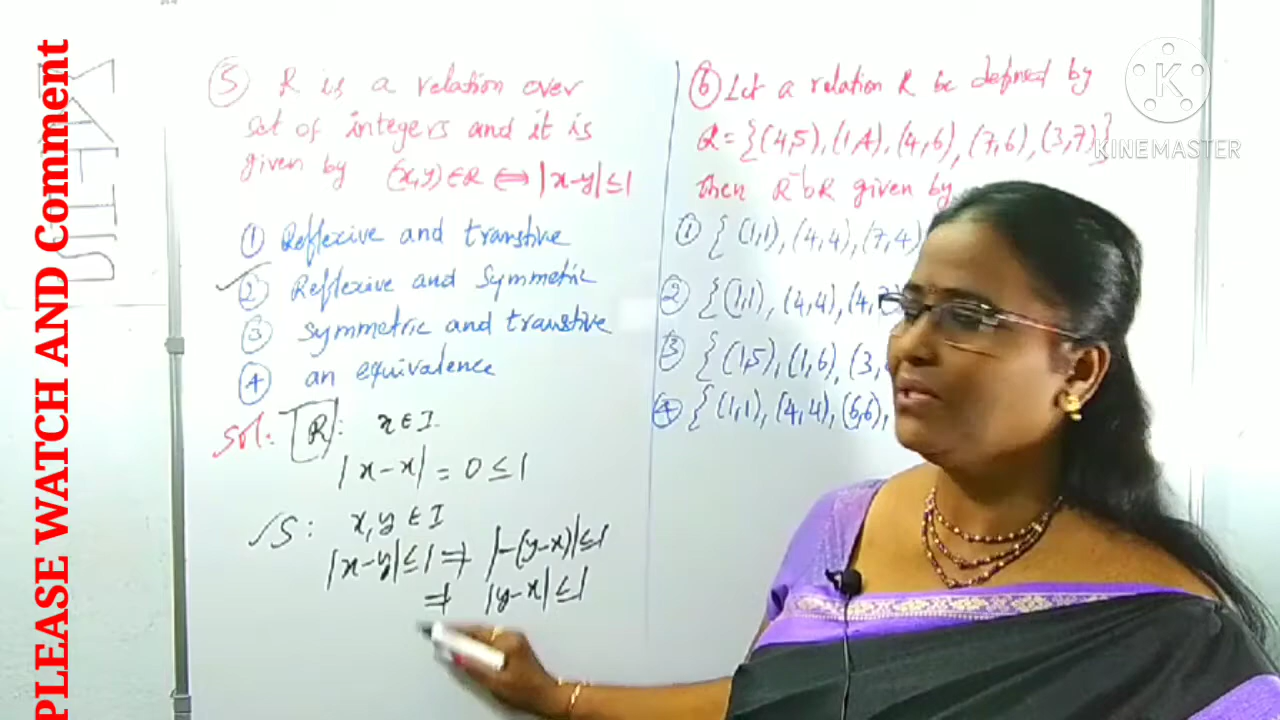 PLEASE WATCH AND Comment
⑤ R is a relation over
set of integers and it is
given by (x,y) ∈ R ⟺ |x-y| ≤ 1
① Reflexive and transtive
② Reflexive and Symmetric
③ symmetric and transtive
④ an equivalence
Sol: R: x ∈ I.
|x-x| = 0 ≤ 1
✓S: x,y ∈ I
|x-y| ≤ 1 ⇒ |-(y-x)| ≤ 1
⇒ |y-x| ≤ 1
⑥ Let a relation R be defined by
R = {(4,5), (1,4), (4,6), (7,6), (3,7)}
then R⁻¹oR given by
① {(1,1), (4,4), (7,4)
② {(1,1), (4,4), (4,7)
③ {(1,5), (1,6), (3,
④ {(1,1), (4,4), (6,6),
K
KINEMASTER